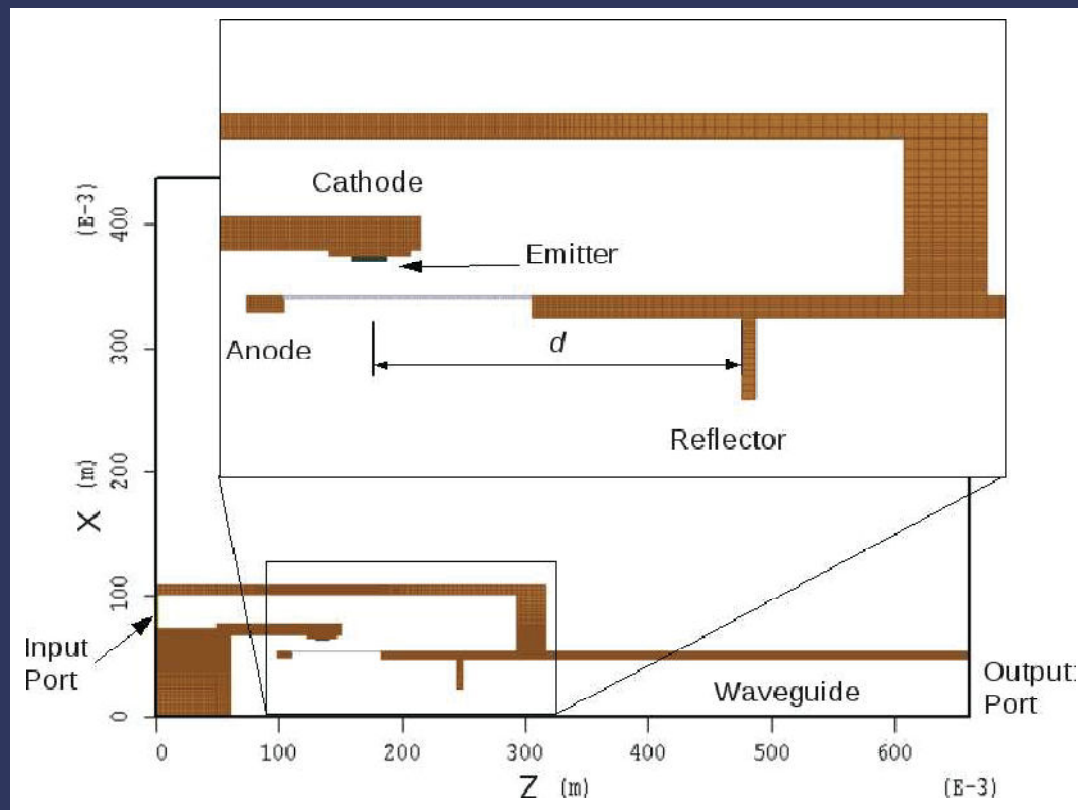 Cathode
Emitter
Anode
d
Reflector
(E-3)
400
300
200
100
0
X (m)
Input
Port
Waveguide
Output:
Port
0
100
200
300
400
500
600
Z (m)
(E-3)